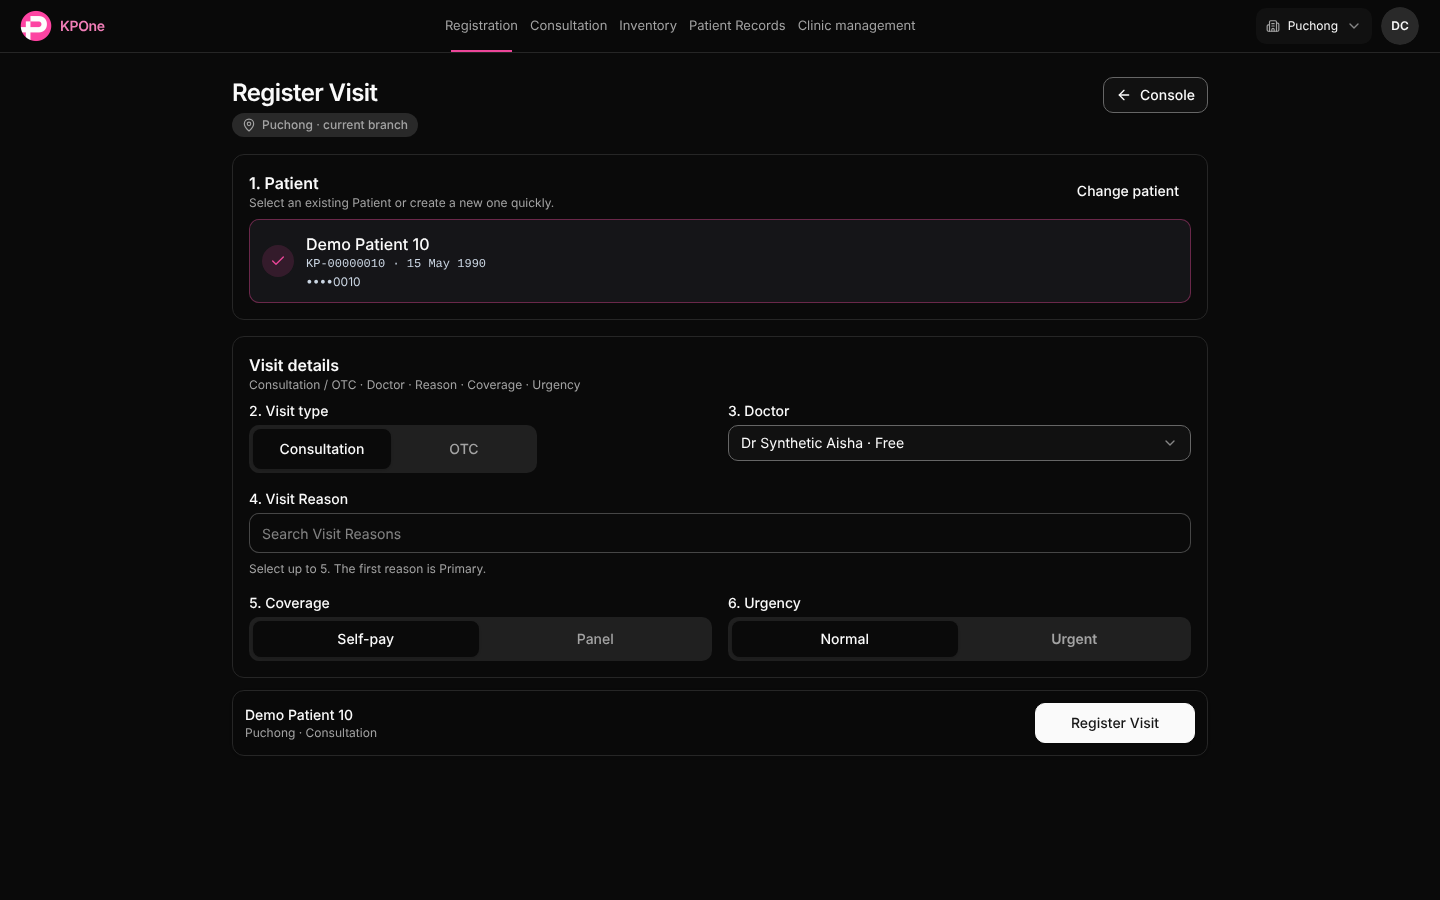 KPOne
Registration Consultation Inventory Patient Records Clinic management
Puchong
DC
Register Visit
Puchong · current branch
Console
1. Patient
Select an existing Patient or create a new one quickly.
Change patient
Demo Patient 10
KP-00000010 · 15 May 1990
••••0010
Visit details
Consultation / OTC · Doctor · Reason · Coverage · Urgency
2. Visit type
Consultation OTC
3. Doctor
Dr Synthetic Aisha · Free
4. Visit Reason
Search Visit Reasons
Select up to 5. The first reason is Primary.
5. Coverage
Self-pay Panel
6. Urgency
Normal Urgent
Demo Patient 10
Puchong · Consultation
Register Visit